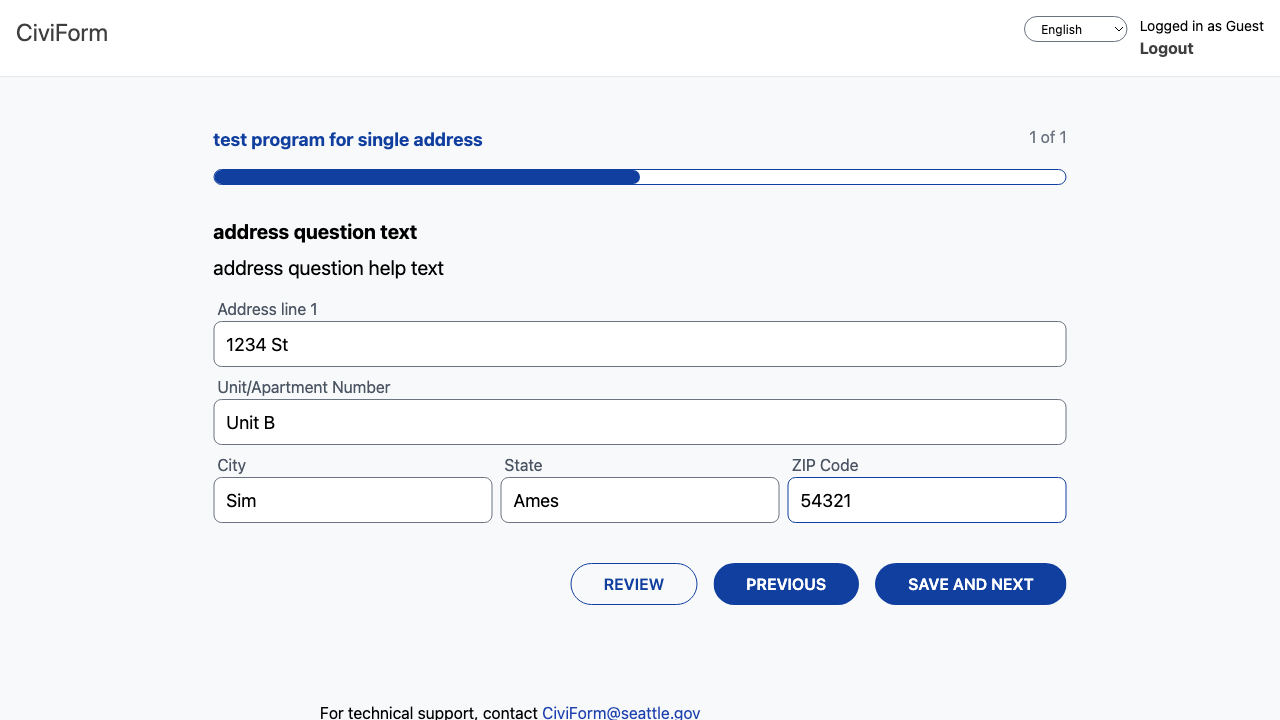 CiviForm
English
Logged in as Guest
Logout
test program for single address
1 of 1
address question text
address question help text
Address line 1
1234 St
Unit/Apartment Number
Unit B
City State ZIP Code
Sim Ames 54321
REVIEW PREVIOUS SAVE AND NEXT
For technical support, contact CiviForm@seattle.gov